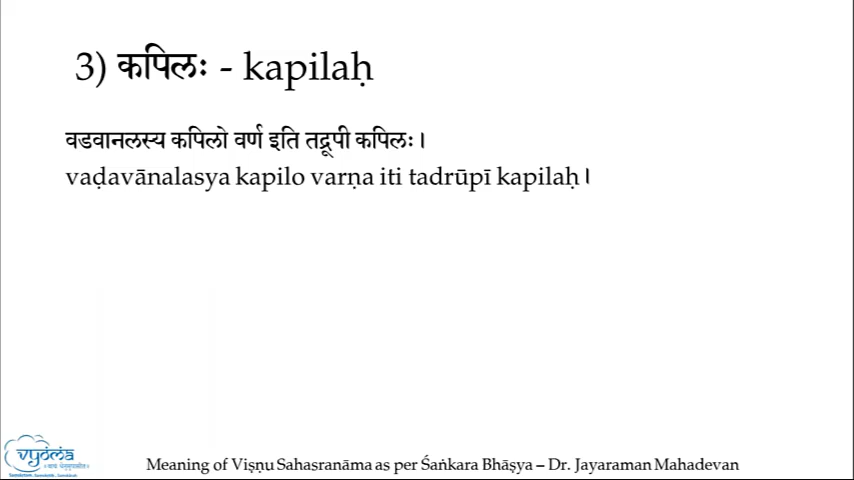 3) कपिलः - kapilaḥ
वडवानलस्य कपिलो वर्ण इति तद्रूपी कपिलः।
vaḍavānalasya kapilo varṇa iti tadrūpī kapilaḥ।
vyoma
Meaning of Viṣṇu Sahasranāma as per Śaṅkara Bhāṣya – Dr. Jayaraman Mahadevan